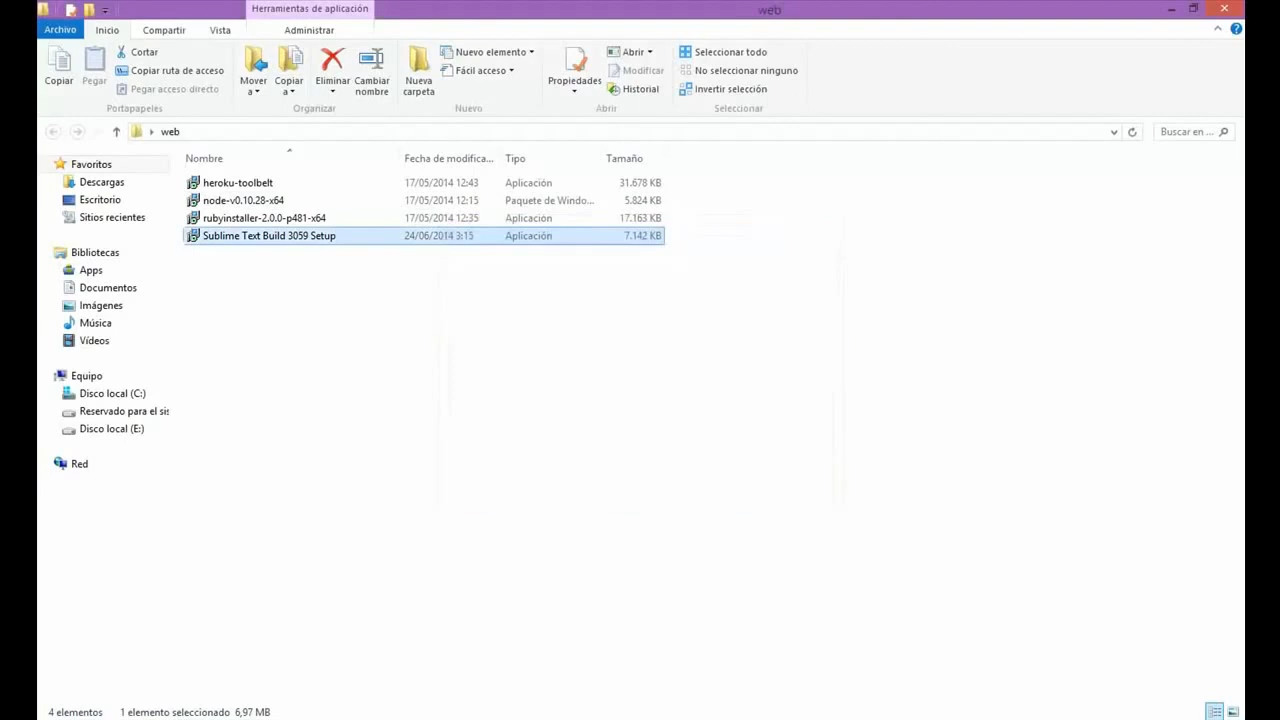 Herramientas de aplicación
web
Archivo Inicio Compartir Vista Administrar
Copiar
Pegar
Cortar
Copiar ruta de acceso
Pegar acceso directo
Portapapeles
Mover a
Copiar a
Eliminar
Cambiar nombre
Organizar
Nueva carpeta
Nuevo elemento
Fácil acceso
Nuevo
Propiedades
Abrir
Modificar
Historial
Abrir
Seleccionar todo
No seleccionar ninguno
Invertir selección
Seleccionar
web
Buscar en ...
Favoritos
Descargas
Escritorio
Sitios recientes
Bibliotecas
Apps
Documentos
Imágenes
Música
Vídeos
Equipo
Disco local (C:)
Reservado para el sis
Disco local (E:)
Red
Nombre Fecha de modifica... Tipo Tamaño
heroku-toolbelt 17/05/2014 12:43 Aplicación 31.678 KB
node-v0.10.28-x64 17/05/2014 12:15 Paquete de Windo... 5.824 KB
rubyinstaller-2.0.0-p481-x64 17/05/2014 12:35 Aplicación 17.163 KB
Sublime Text Build 3059 Setup 24/06/2014 3:15 Aplicación 7.142 KB
4 elementos 1 elemento seleccionado 6,97 MB